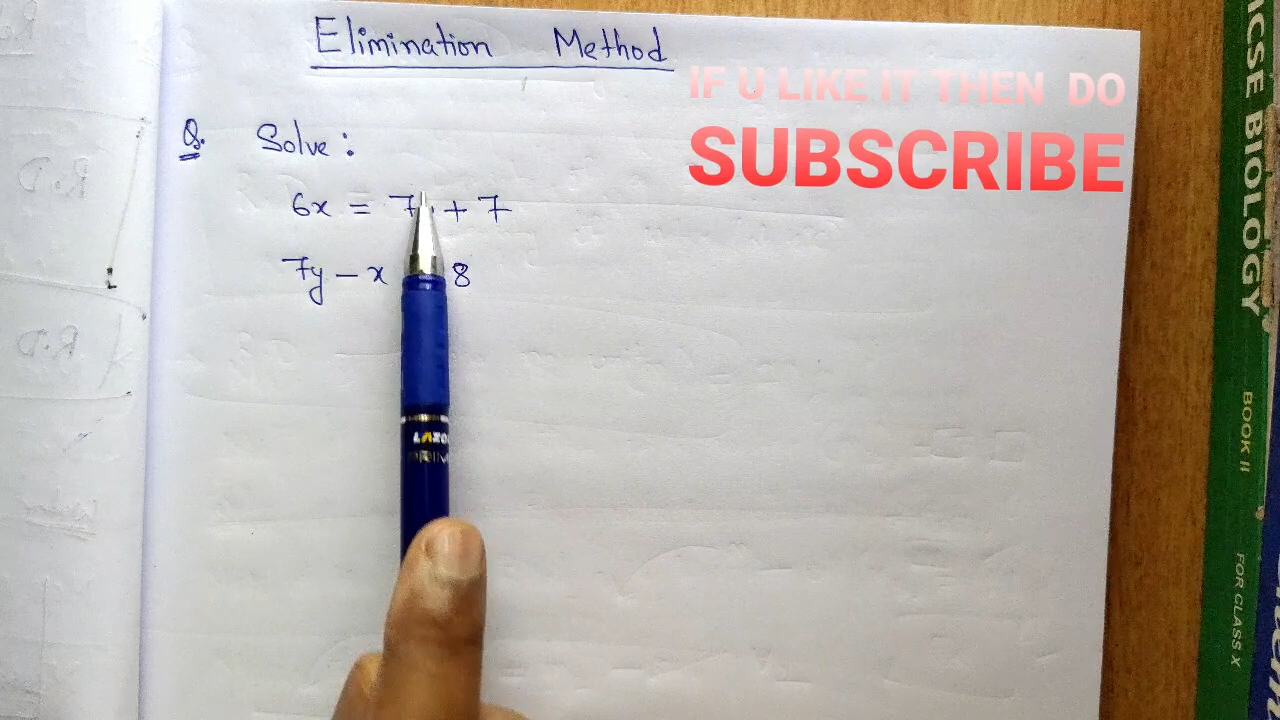 Elimination Method
IF U LIKE IT THEN DO
SUBSCRIBE
Q. Solve:
6x = 7 + 7
7y - x 8
ICSE BIOLOGY
BOOK II
FOR CLASS X